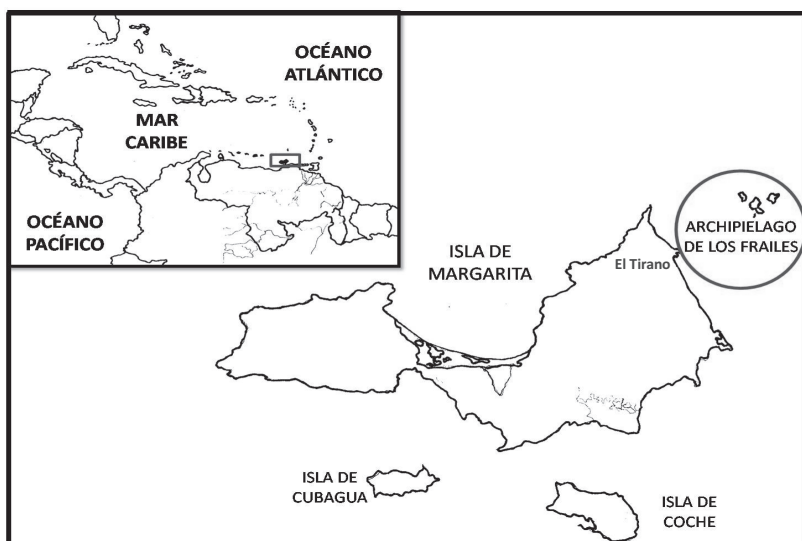 OCÉANO
ATLÁNTICO
MAR
CARIBE
OCÉANO
PACÍFICO
ISLA DE
MARGARITA
El Tirano
ARCHIPIÉLAGO
DE LOS FRAILES
ISLA DE
CUBAGUA
ISLA DE
COCHE